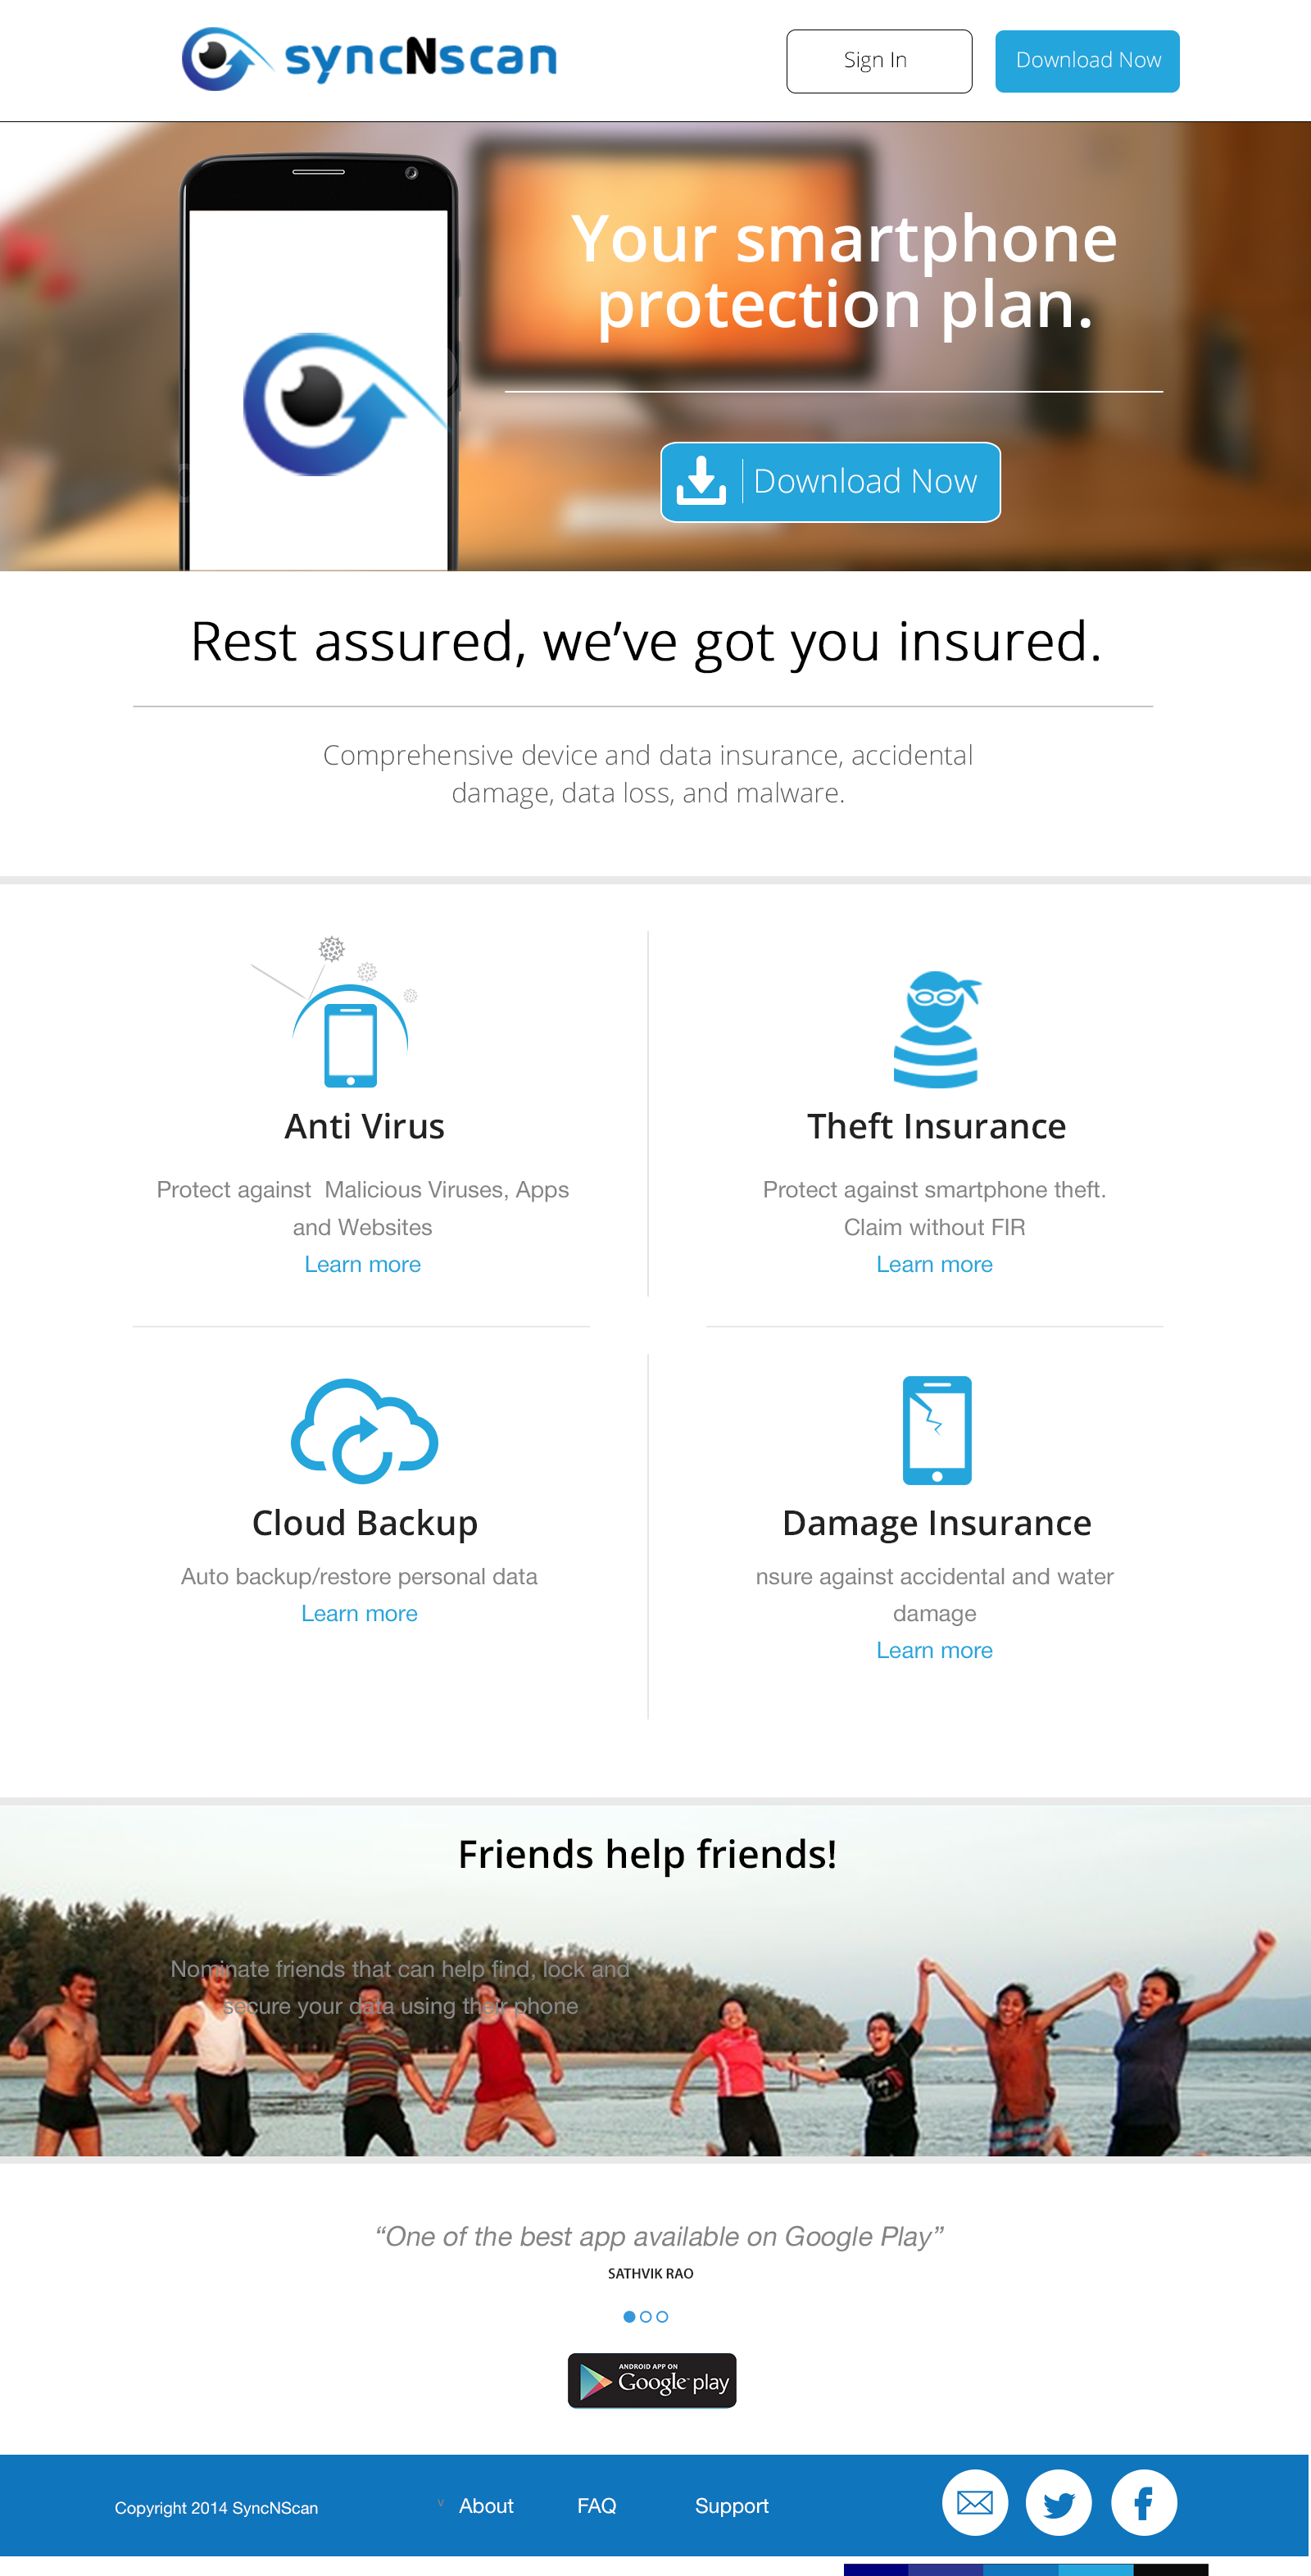 syncNscan
Sign In
Download Now
Your smartphone
protection plan.
Download Now
Rest assured, we’ve got you insured.
Comprehensive device and data insurance, accidental
damage, data loss, and malware.
Anti Virus
Protect against Malicious Viruses, Apps
and Websites
Learn more
Theft Insurance
Protect against smartphone theft.
Claim without FIR
Learn more
Cloud Backup
Auto backup/restore personal data
Learn more
Damage Insurance
nsure against accidental and water
damage
Learn more
Friends help friends!
Nominate friends that can help find, lock and
secure your data using their phone
“One of the best app available on Google Play”
SATHVIK RAO
ANDROID APP ON
Google play
Copyright 2014 SyncNScan
v
About
FAQ
Support